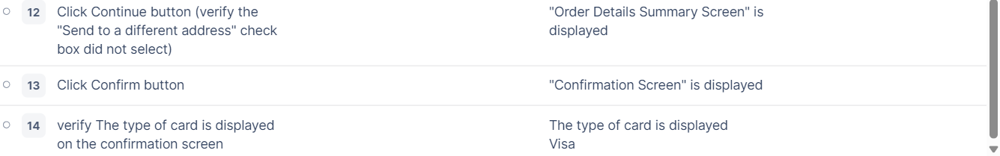 12 Click Continue button (verify the "Order Details Summary Screen" is
"Send to a different address" check displayed
box did not select)
13 Click Confirm button "Confirmation Screen" is displayed
14 verify The type of card is displayed The type of card is displayed
on the confirmation screen Visa